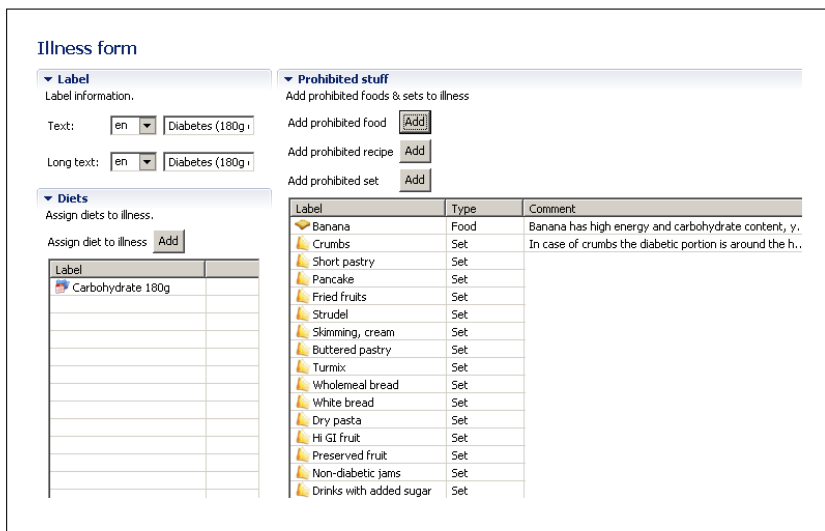 Illness form
Label
Label information.
Text: en Diabetes (180g
Long text: en Diabetes (180g
Diets
Assign diets to illness.
Assign diet to illness Add
Label
Carbohydrate 180g
Prohibited stuff
Add prohibited foods & sets to illness
Add prohibited food Add
Add prohibited recipe Add
Add prohibited set Add
Label Type Comment
Banana Food Banana has high energy and carbohydrate content, y.
Crumbs Set In case of crumbs the diabetic portion is around the h..
Short pastry Set
Pancake Set
Fried fruits Set
Strudel Set
Skimming, cream Set
Buttered pastry Set
Turmix Set
Wholemeal bread Set
White bread Set
Dry pasta Set
Hi GI fruit Set
Preserved fruit Set
Non-diabetic jams Set
Drinks with added sugar Set